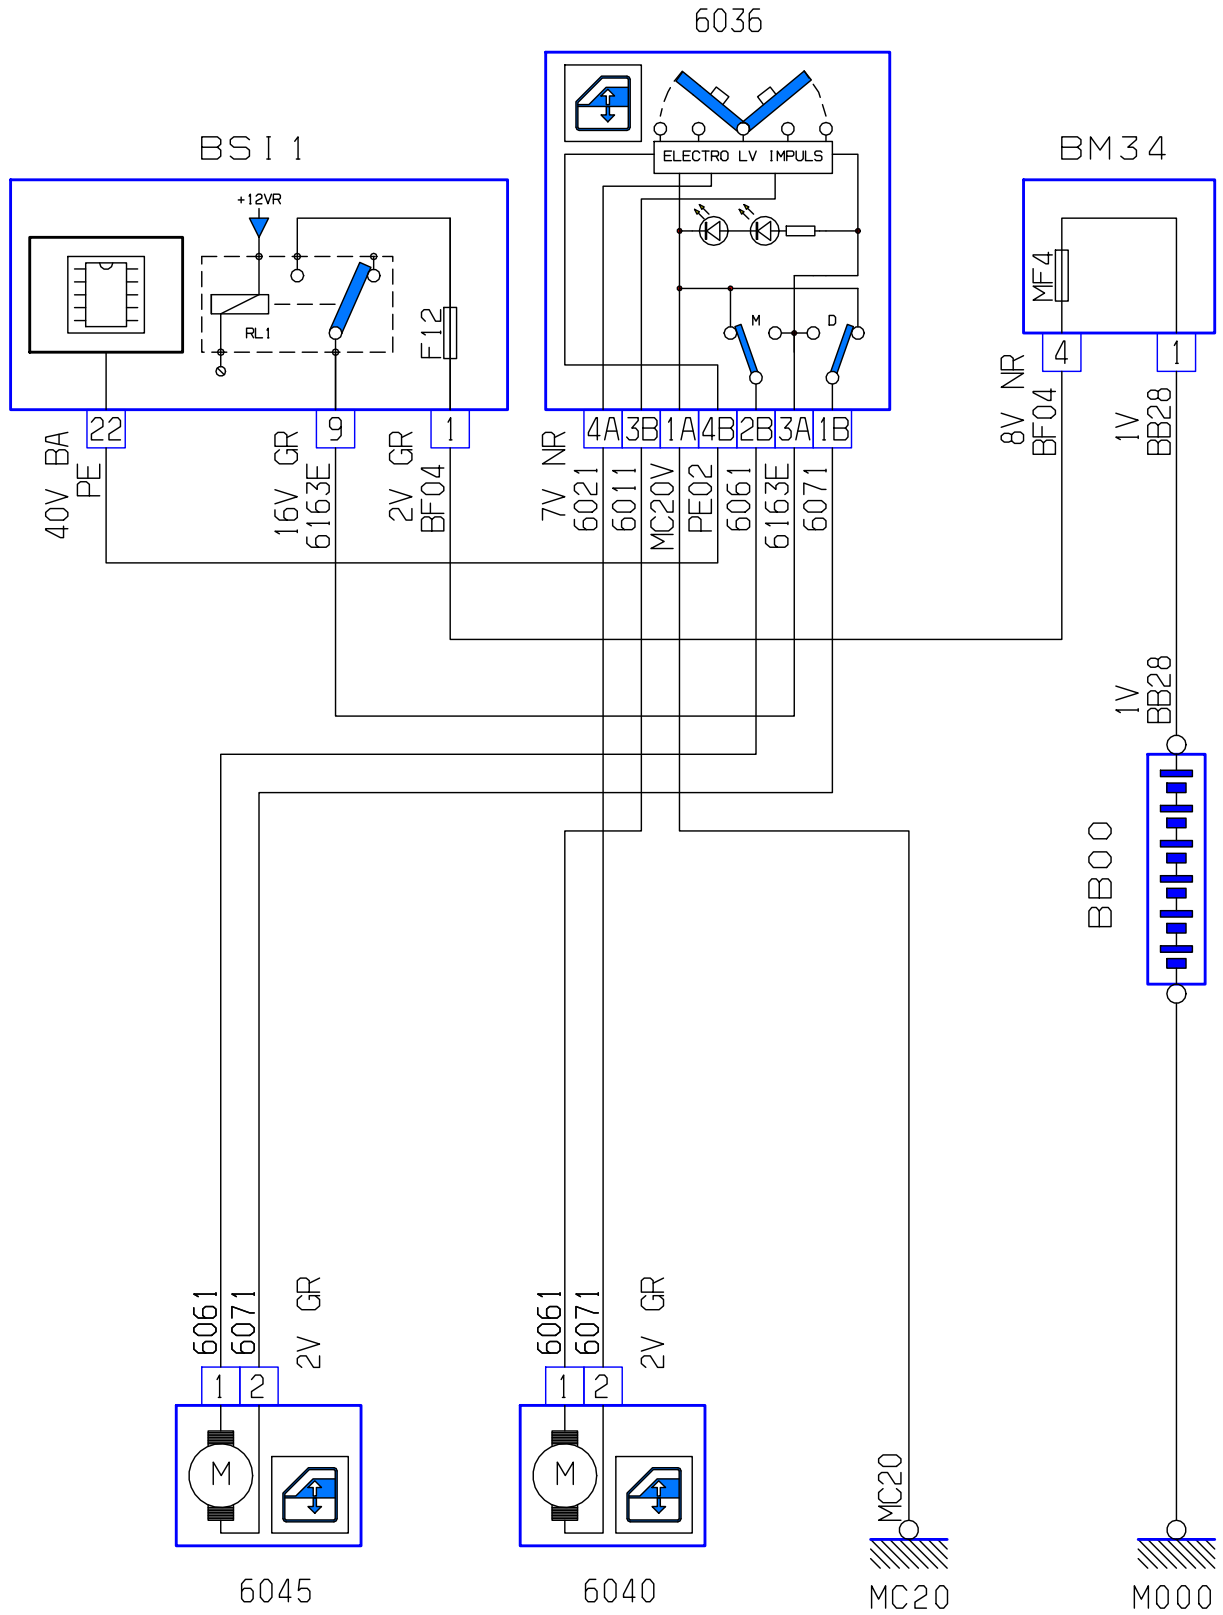 6036
BSI1
BM34
ELECTRO LV IMPULS
+12VR
RL1
F12
M
D
MF4
22
9
1
4A
3B
1A
4B
2B
3A
1B
4
1
40V BA
PE
16V GR
6163E
2V GR
BF04
7V NR
6021
6011
MC20V
PE02
6061
6163E
6071
8V NR
BF04
1V
BB28
1V
BB28
BB00
6061
6071
2V GR
6061
6071
2V GR
1
2
1
2
M
M
MC20
6045
6040
MC20
M000